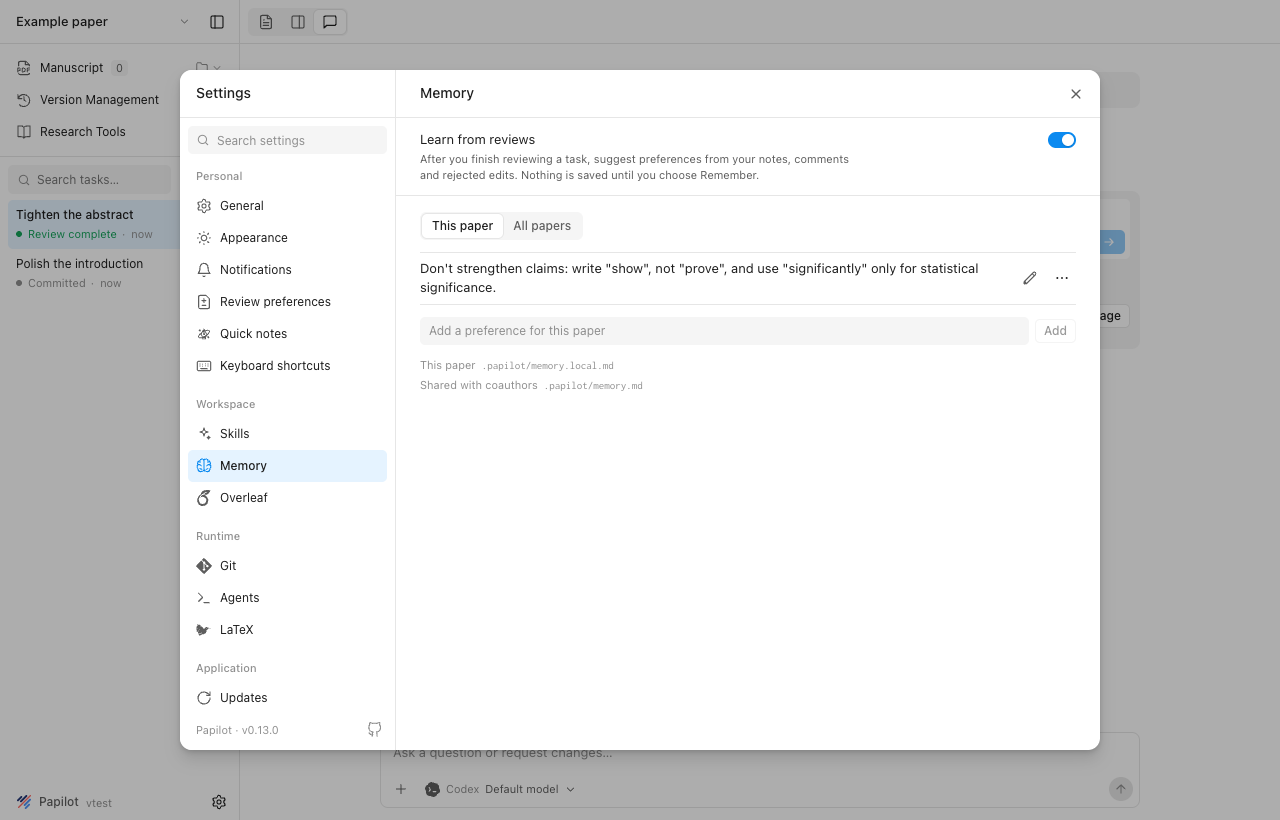 Example paper
Manuscript 0
Version Management
Research Tools
Search tasks...
Tighten the abstract
Review complete · now
Polish the introduction
Committed · now
Papilot vtest
Settings
Search settings
Personal
General
Appearance
Notifications
Review preferences
Quick notes
Keyboard shortcuts
Workspace
Skills
Memory
Overleaf
Runtime
Git
Agents
LaTeX
Application
Updates
Papilot · v0.13.0
Memory
Learn from reviews
After you finish reviewing a task, suggest preferences from your notes, comments
and rejected edits. Nothing is saved until you choose Remember.
This paper All papers
Don't strengthen claims: write "show", not "prove", and use "significantly" only for statistical
significance.
Add a preference for this paper Add
This paper .papilot/memory.local.md
Shared with coauthors .papilot/memory.md
age
Ask a question or request changes...
Codex Default model